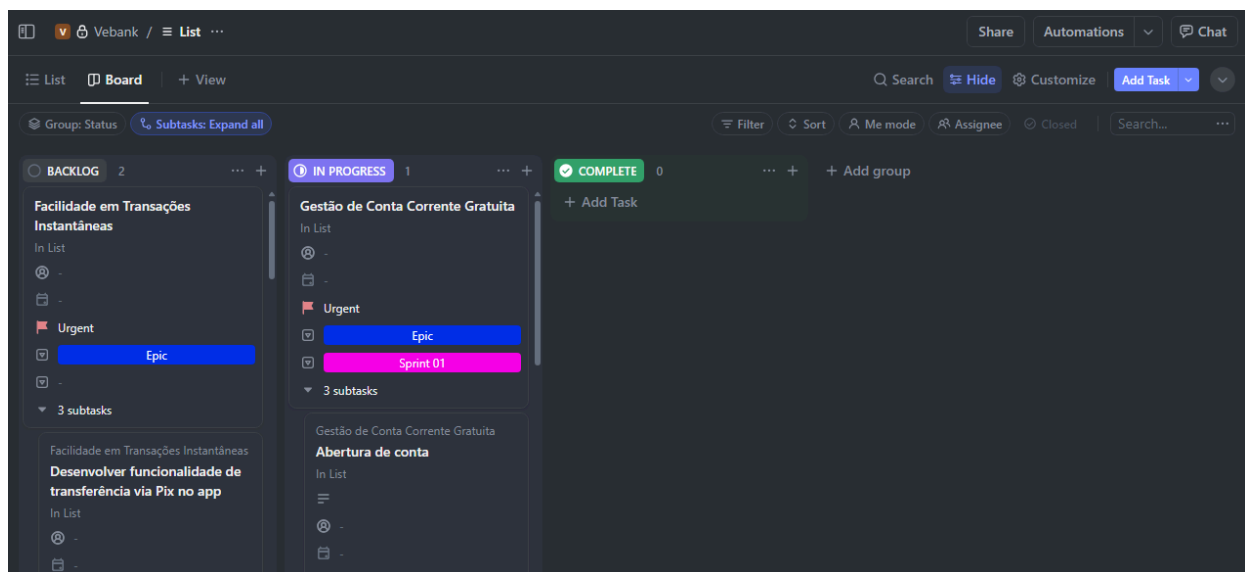 V Vebank / List ...
Share
Automations
Chat
List
Board
+ View
Search
Hide
Customize
Add Task
Group: Status
Subtasks: Expand all
Filter
Sort
Me mode
Assignee
Closed
Search...
...
BACKLOG 2 ... +
Facilidade em Transações
Instantâneas
In List
-
-
Urgent
Epic
-
3 subtasks
Facilidade em Transações Instantâneas
Desenvolver funcionalidade de
transferência via Pix no app
In List
-
-
IN PROGRESS 1 ... +
Gestão de Conta Corrente Gratuita
In List
-
-
Urgent
Epic
Sprint 01
3 subtasks
Gestão de Conta Corrente Gratuita
Abertura de conta
In List
-
-
COMPLETE 0 ... +
+ Add Task
+ Add group